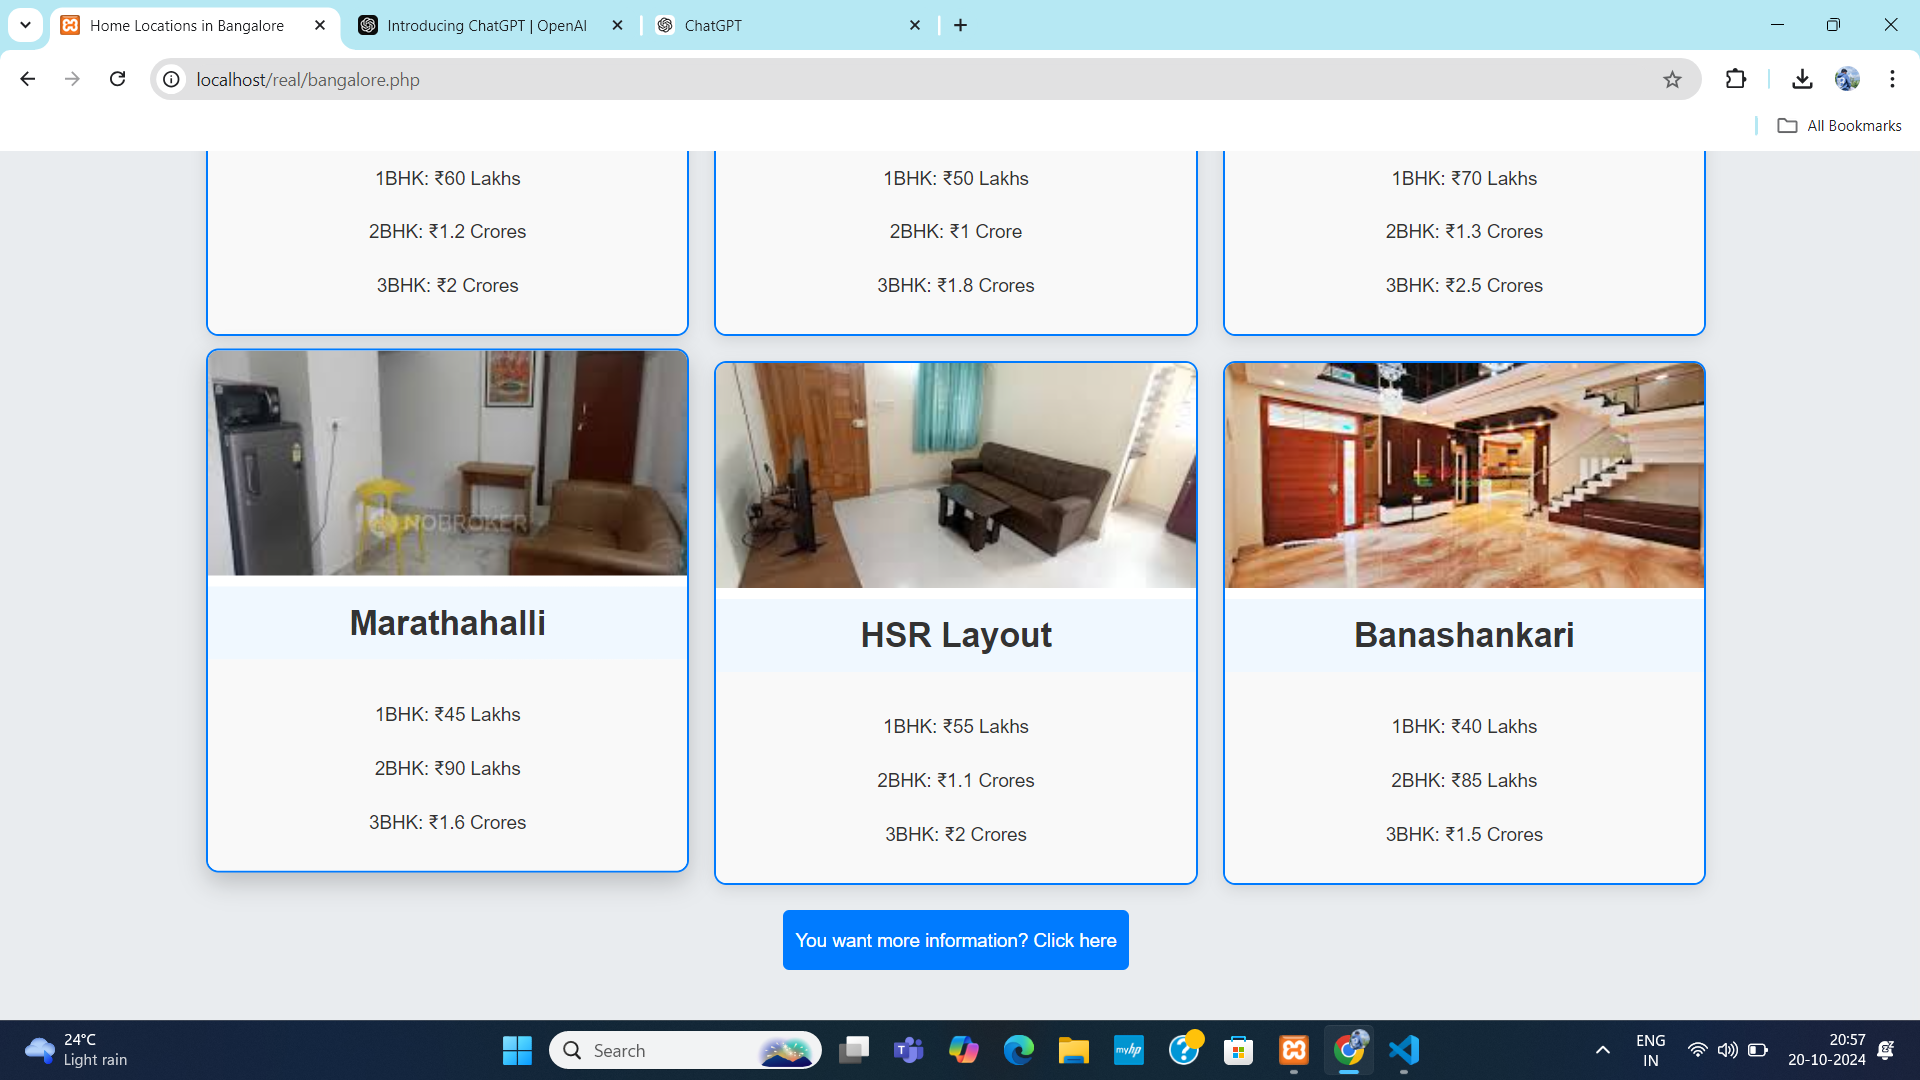 Home Locations in Bangalore
Introducing ChatGPT | OpenAI
ChatGPT
localhost/real/bangalore.php
All Bookmarks
1BHK: ₹60 Lakhs
2BHK: ₹1.2 Crores
3BHK: ₹2 Crores
1BHK: ₹50 Lakhs
2BHK: ₹1 Crore
3BHK: ₹1.8 Crores
1BHK: ₹70 Lakhs
2BHK: ₹1.3 Crores
3BHK: ₹2.5 Crores
NOBROKER
Marathahalli
1BHK: ₹45 Lakhs
2BHK: ₹90 Lakhs
3BHK: ₹1.6 Crores
HSR Layout
1BHK: ₹55 Lakhs
2BHK: ₹1.1 Crores
3BHK: ₹2 Crores
Banashankari
1BHK: ₹40 Lakhs
2BHK: ₹85 Lakhs
3BHK: ₹1.5 Crores
You want more information? Click here
24°C
Light rain
Search
myhp
ENG
IN
20:57
20-10-2024